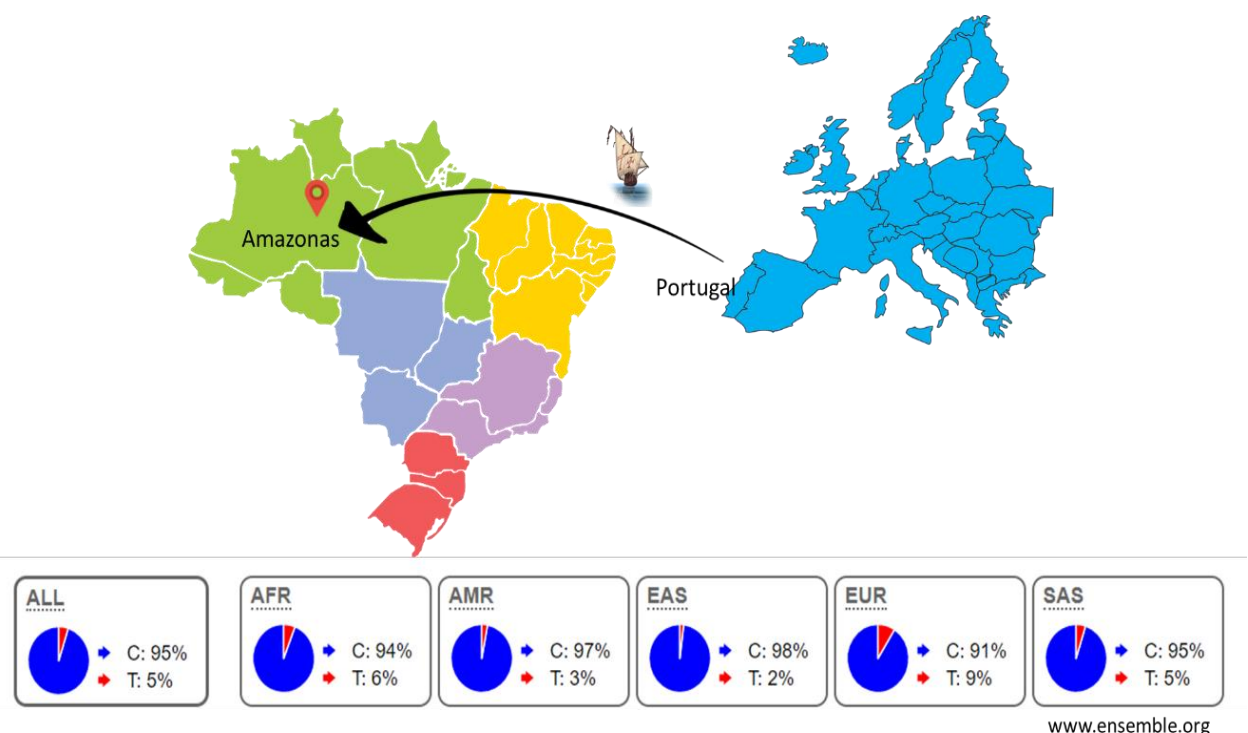 Amazonas
Portugal
ALL
C: 95%
T: 5%
AFR
C: 94%
T: 6%
AMR
C: 97%
T: 3%
EAS
C: 98%
T: 2%
EUR
C: 91%
T: 9%
SAS
C: 95%
T: 5%
www.ensemble.org